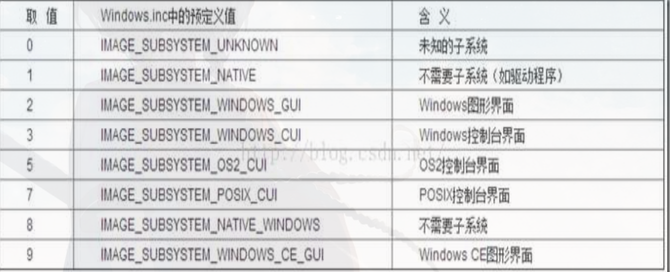 取 值 Windows.inc中的预定义值 含 义
0 IMAGE_SUBSYSTEM_UNKNOWN 未知的子系统
1 IMAGE_SUBSYSTEM_NATIVE 不需要子系统（如驱动程序）
2 IMAGE_SUBSYSTEM_WINDOWS_GUI Windows图形界面
3 IMAGE_SUBSYSTEM_WINDOWS_CUI Windows控制台界面
http://blog.csdn.net/
5 IMAGE_SUBSYSTEM_OS2_CUI OS2控制台界面
7 IMAGE_SUBSYSTEM_POSIX_CUI POSIX控制台界面
8 IMAGE_SUBSYSTEM_NATIVE_WINDOWS 不需要子系统
9 IMAGE_SUBSYSTEM_WINDOWS_CE_GUI Windows CE图形界面